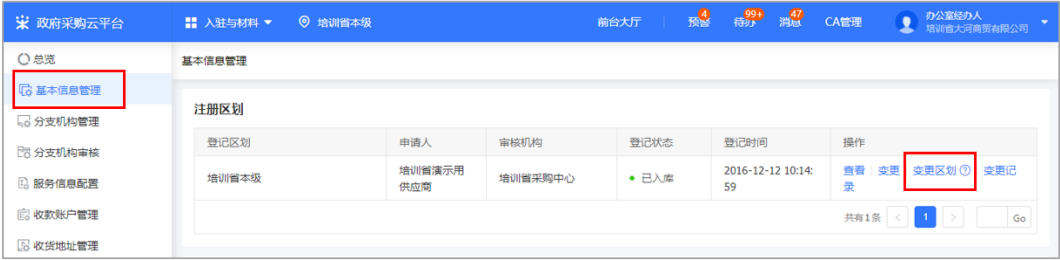 政府采购云平台 入驻与材料 培训省本级 前台大厅 预警 4 待办 99+ 消息 47 CA管理 办公室经办人
培训省大河商贸有限公司
总览
基本信息管理
分支机构管理
分支机构审核
服务信息配置
收款账户管理
收货地址管理
基本信息管理
注册区划
登记区划 申请人 审核机构 登记状态 登记时间 操作
培训省本级 培训省演示用供应商 培训省采购中心 已入库 2016-12-12 10:14:59 查看 变更 变更区划 ? 变更记录
共有1条 < 1 > Go